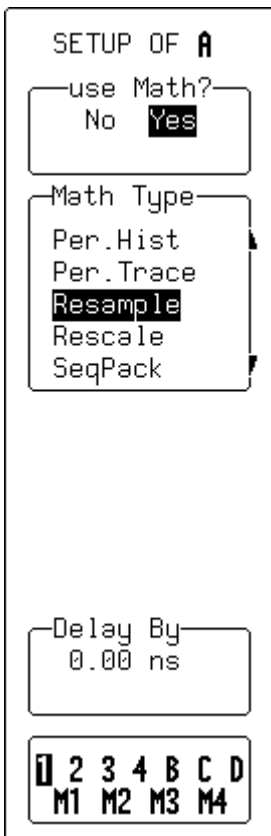 SETUP OF A
use Math?
No Yes
Math Type
Per.Hist
Per.Trace
Resample
Rescale
SeqPack
Delay By
0.00 ns
1 2 3 4 B C D
M1 M2 M3 M4